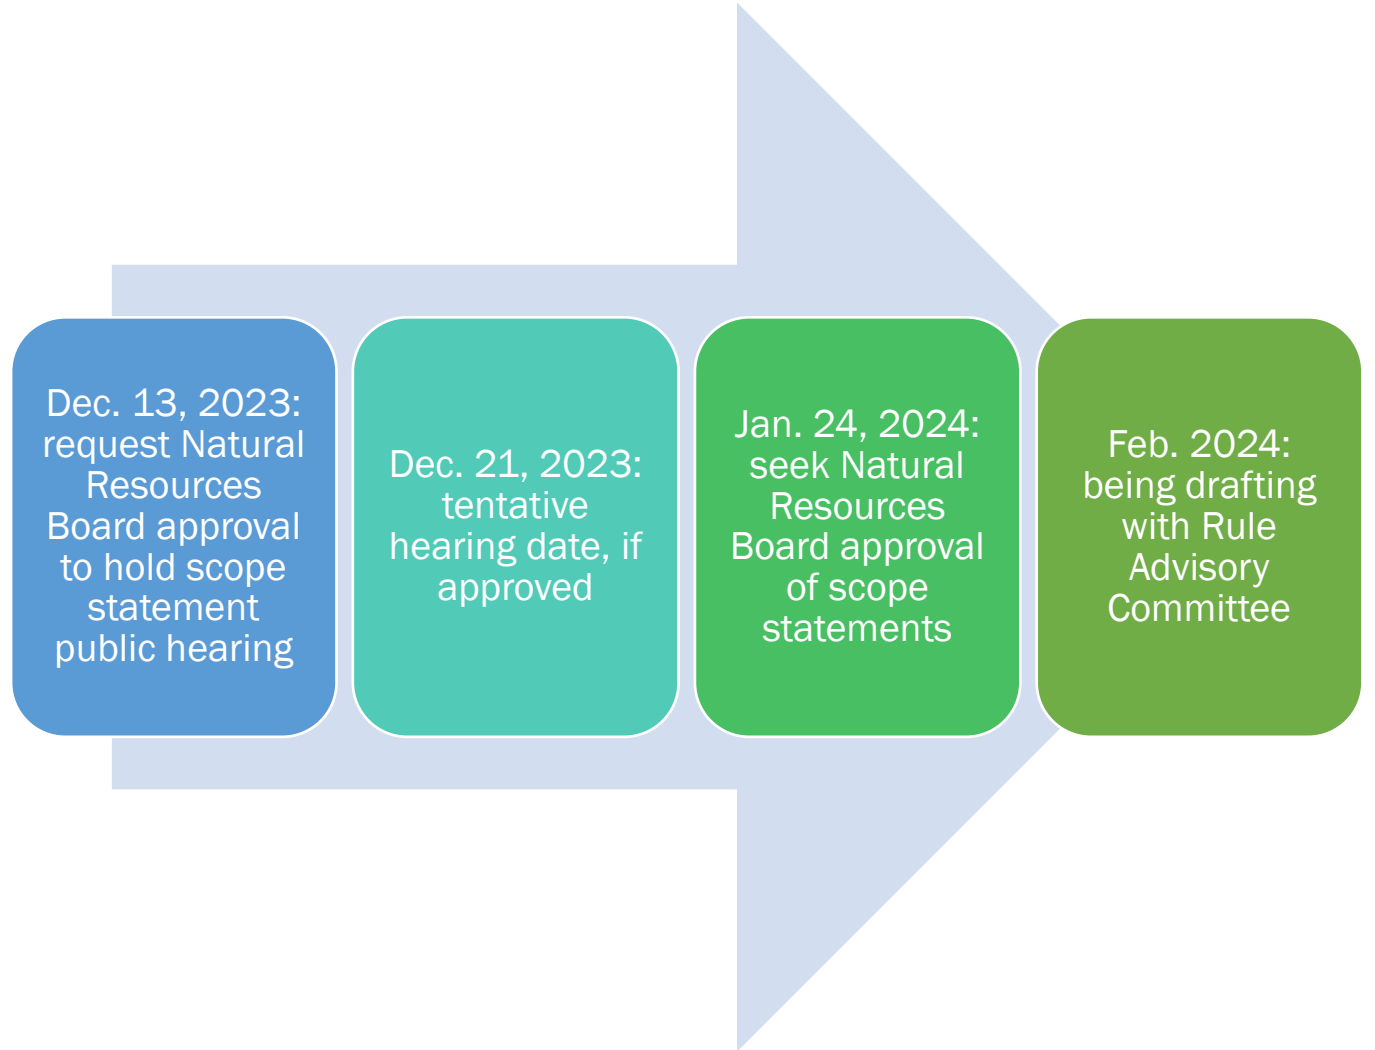 Dec. 13, 2023:
request Natural
Resources
Board approval
to hold scope
statement
public hearing
Dec. 21, 2023:
tentative
hearing date, if
approved
Jan. 24, 2024:
seek Natural
Resources
Board approval
of scope
statements
Feb. 2024:
being drafting
with Rule
Advisory
Committee